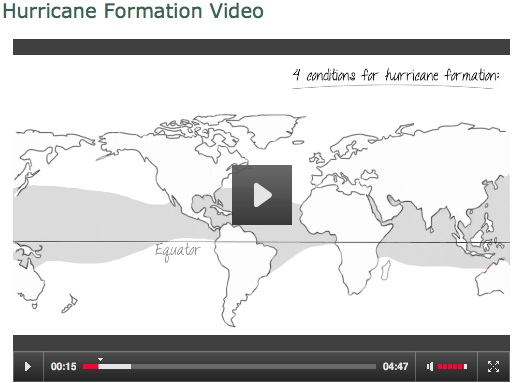 Hurricane Formation Video
4 conditions for hurricane formation:
Equator
00:15
04:47